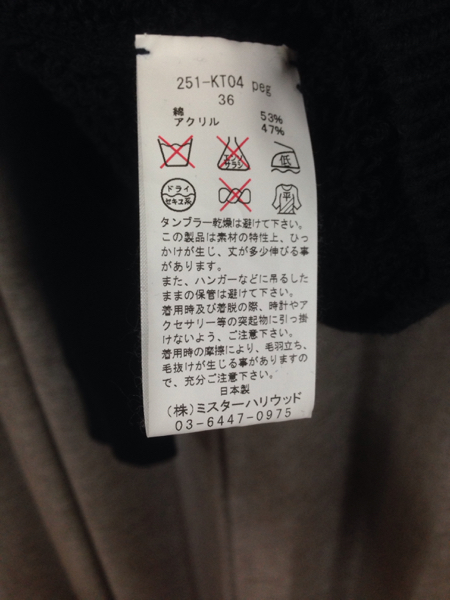 251-KT04 peg
36
綿 53%
アクリル 47%
エンソ サラシ
低
ドライ
セキユ系
平
タンブラー乾燥は避けて下さい。
この製品は素材の特性上、ひっ
かけが生じ、丈が多少伸びる事
があります。
また、ハンガーなどに吊るした
ままの保管は避けて下さい。
着用時及び着脱の際、時計やア
クセサリー等の突起物に引っ掛
けないよう、ご注意下さい。
着用時の摩擦により、毛羽立ち、
毛抜けが生じる事がありますの
で、充分ご注意下さい。
日本製
(株)ミスターハリウッド
03-6447-0975